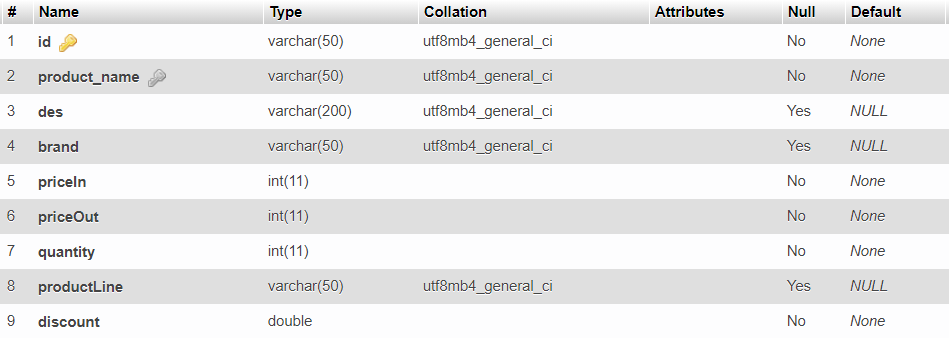 # Name Type Collation Attributes Null Default
1 id varchar(50) utf8mb4_general_ci No None
2 product_name varchar(50) utf8mb4_general_ci No None
3 des varchar(200) utf8mb4_general_ci Yes NULL
4 brand varchar(50) utf8mb4_general_ci Yes NULL
5 priceIn int(11) No None
6 priceOut int(11) No None
7 quantity int(11) No None
8 productLine varchar(50) utf8mb4_general_ci Yes NULL
9 discount double No None